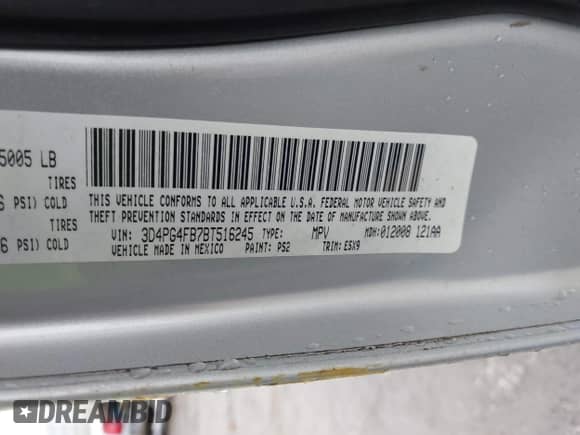 5005 LB
TIRES
PSI) COLD
TIRES
6 PSI) COLD
THIS VEHICLE CONFORMS TO ALL APPLICABLE U.S.A. FEDERAL MOTOR VEHICLE SAFETY AND
THEFT PREVENTION STANDARDS IN EFFECT ON THE DATE OF MANUFACTURE SHOWN ABOVE.
VIN: 3D4PG4FB7BT516245 TYPE: MPV MDH:012008 121AA
VEHICLE MADE IN MEXICO PAINT: PS2 TRIM: E5X9
DREAMBID